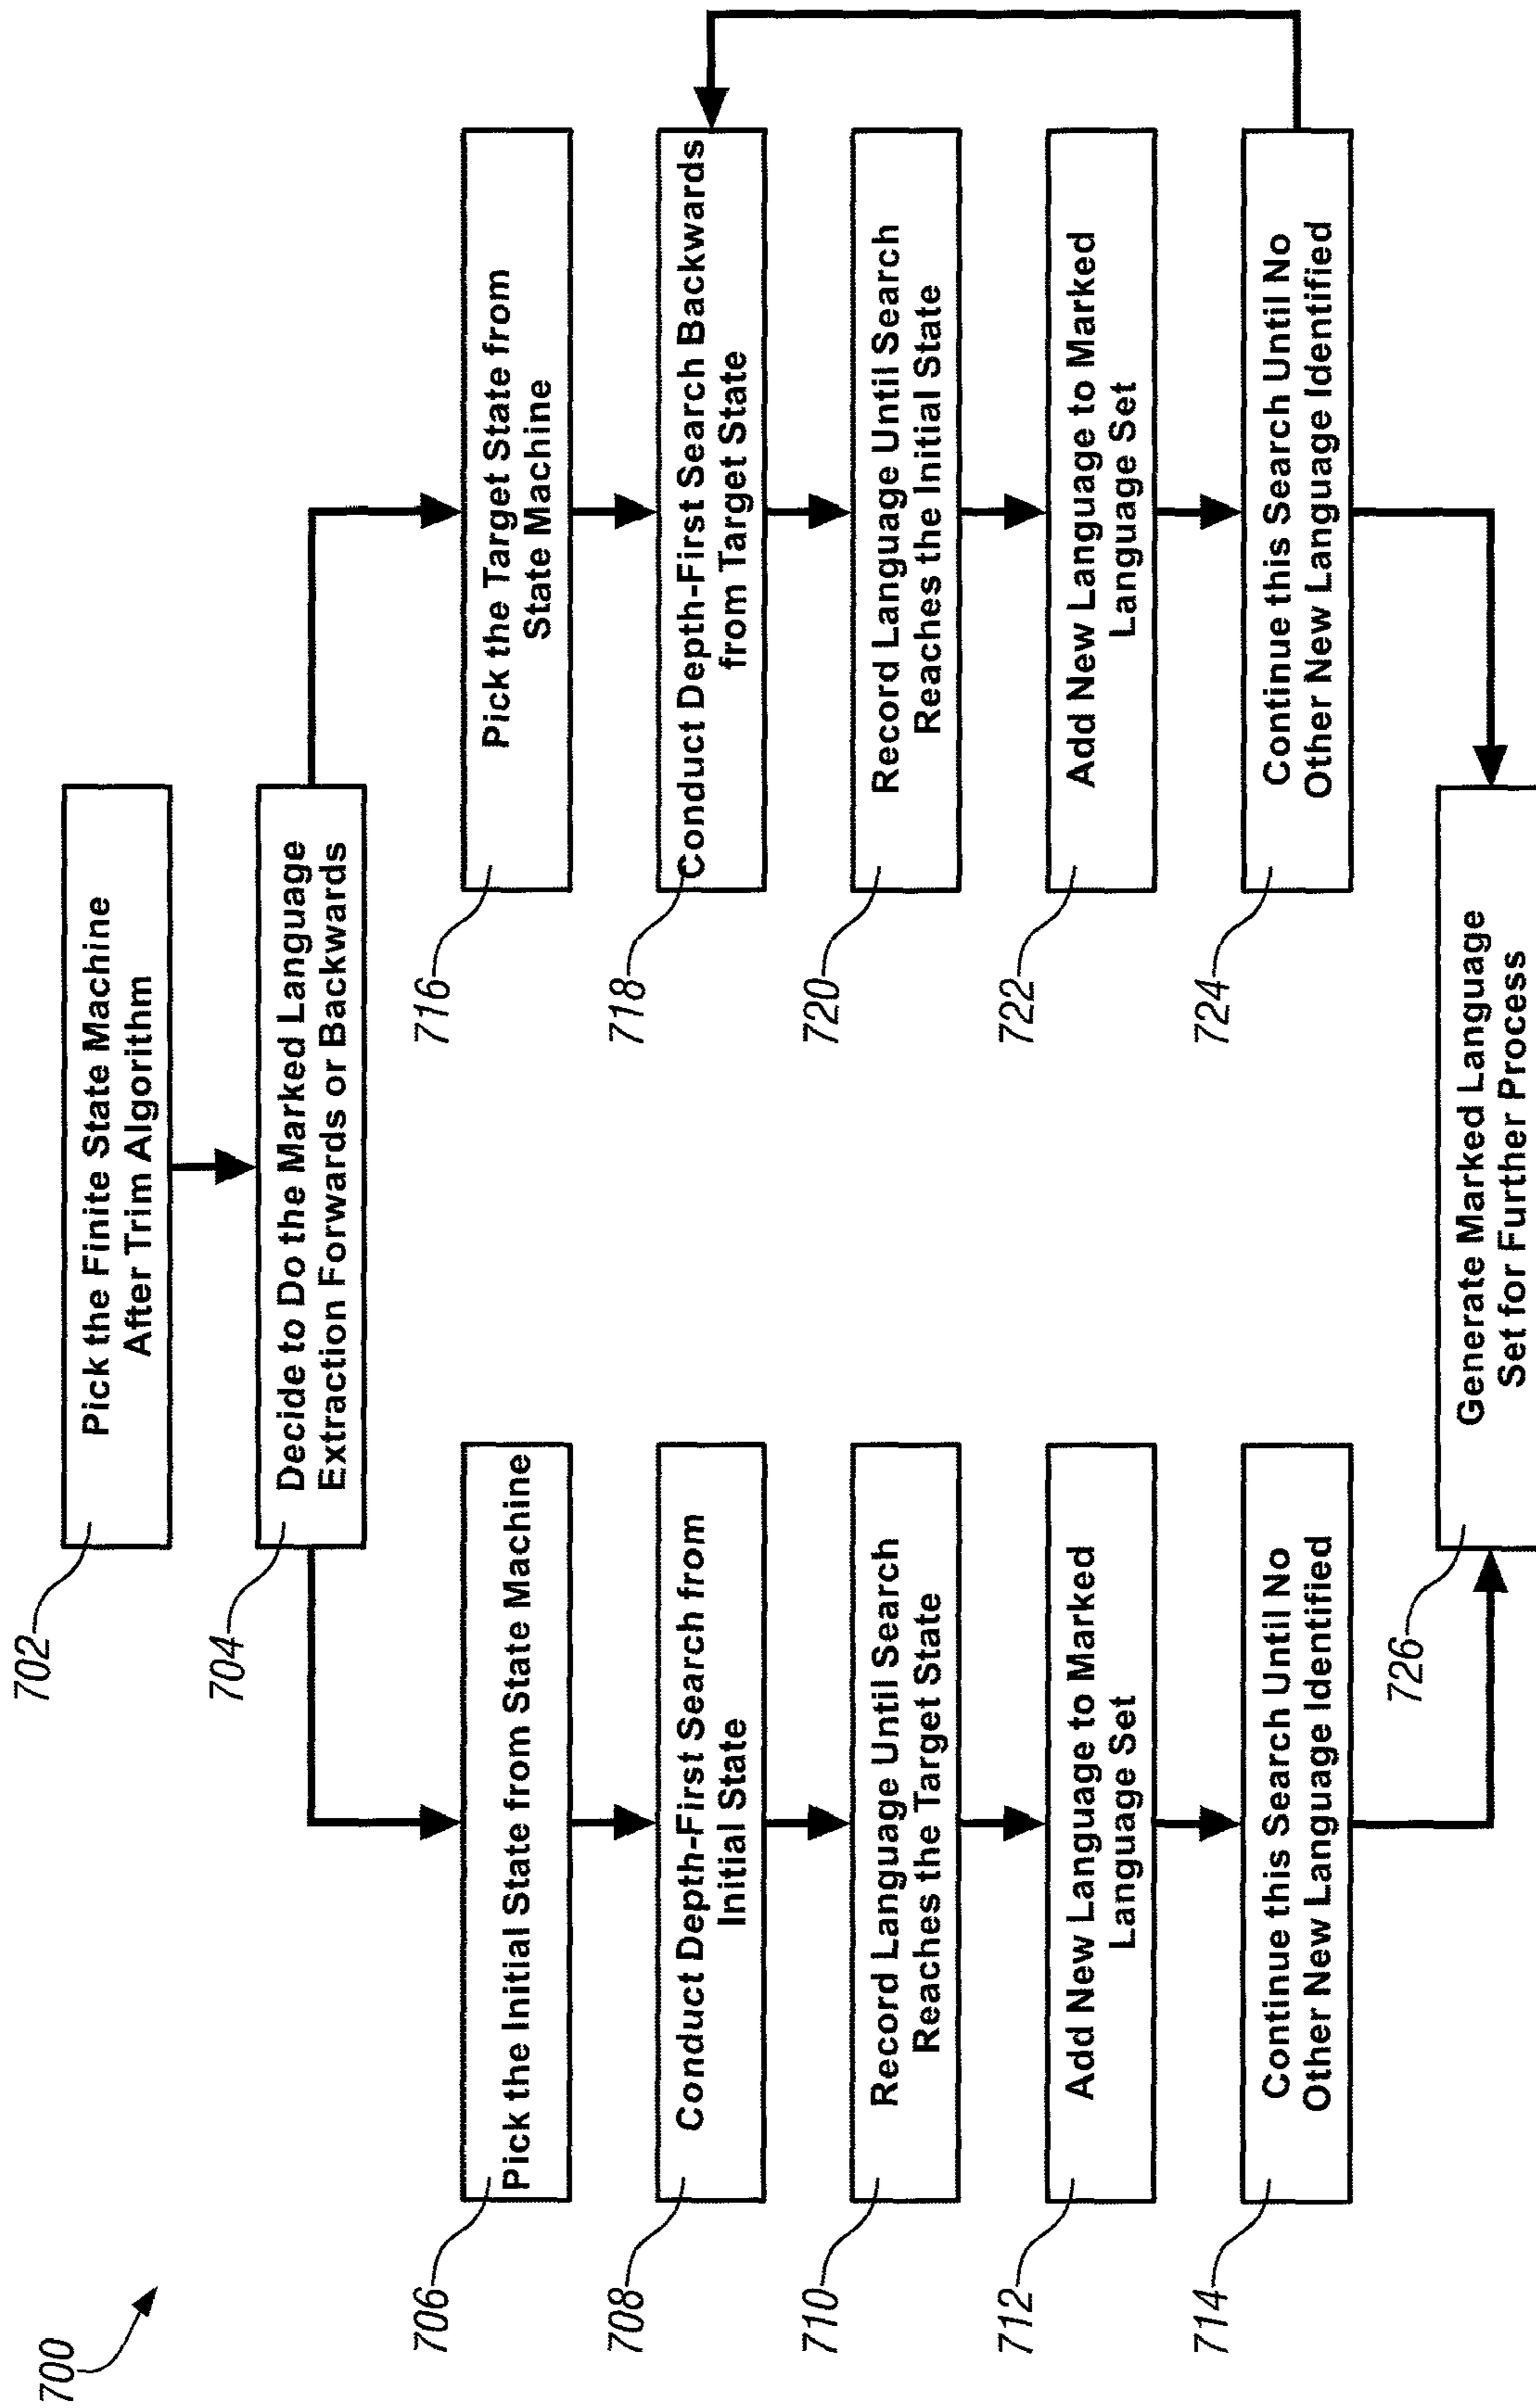 700
702
Pick the Finite State Machine
After Trim Algorithm
704
Decide to Do the Marked Language
Extraction Forwards or Backwards
706
Pick the Initial State from State Machine
708
Conduct Depth-First Search from
Initial State
710
Record Language Until Search
Reaches the Target State
712
Add New Language to Marked
Language Set
714
Continue this Search Until No
Other New Language Identified
716
Pick the Target State from
State Machine
718
Conduct Depth-First Search Backwards
from Target State
720
Record Language Until Search
Reaches the Initial State
722
Add New Language to Marked
Language Set
724
Continue this Search Until No
Other New Language Identified
726
Generate Marked Language
Set for Further Process